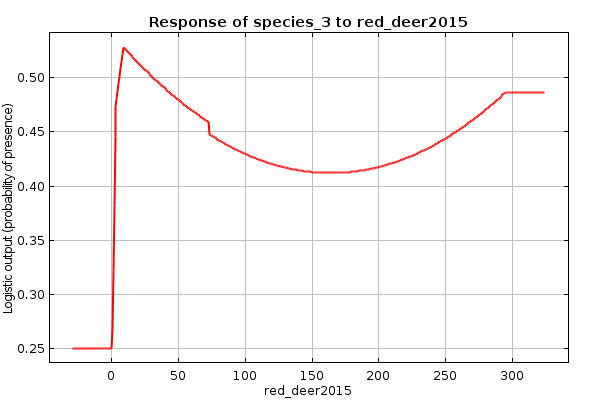 Response of species_3 to red_deer2015
Logistic output (probability of presence)
0.50
0.45
0.40
0.35
0.30
0.25
0 50 100 150 200 250 300
red_deer2015